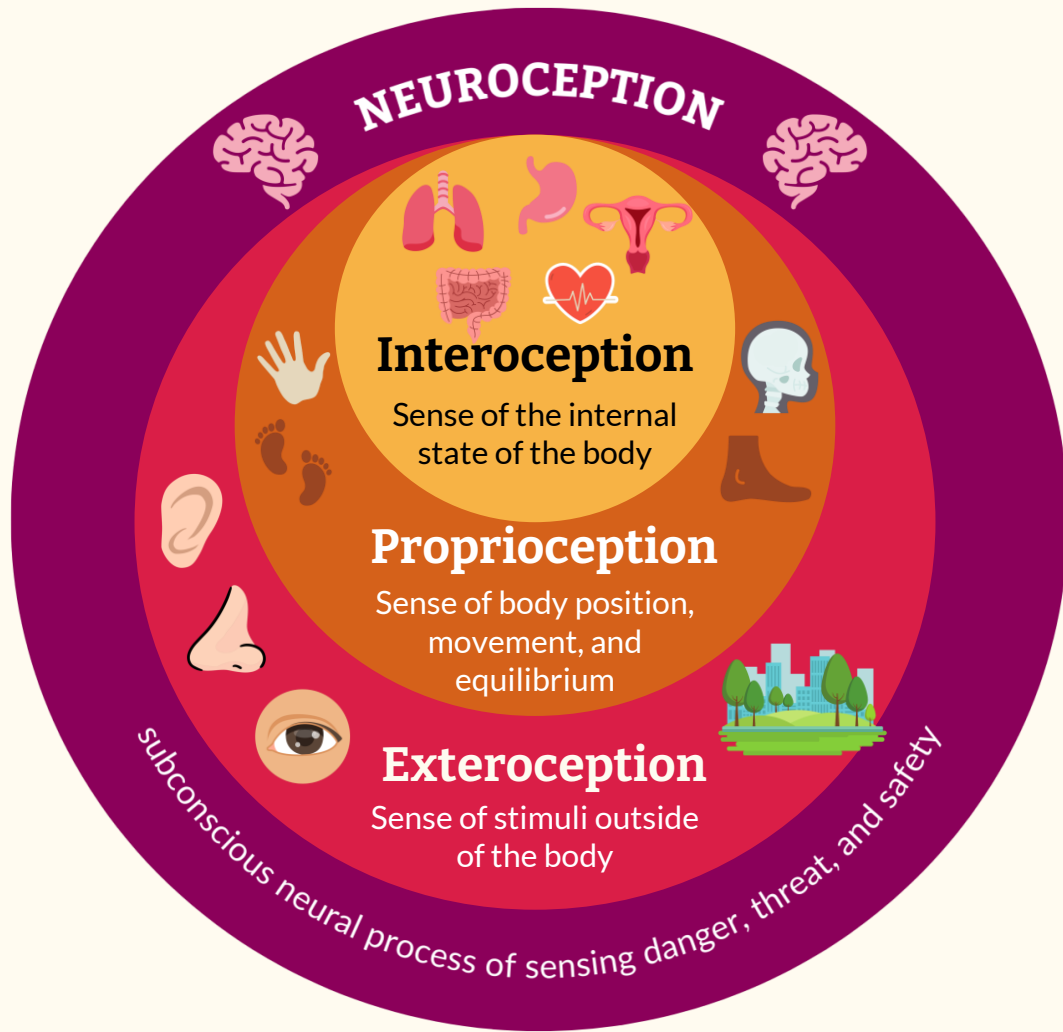 NEUROCEPTION
Interoception
Sense of the internal
state of the body
Proprioception
Sense of body position,
movement, and
equilibrium
Exteroception
Sense of stimuli outside
of the body
subconscious neural process of sensing danger, threat, and safety